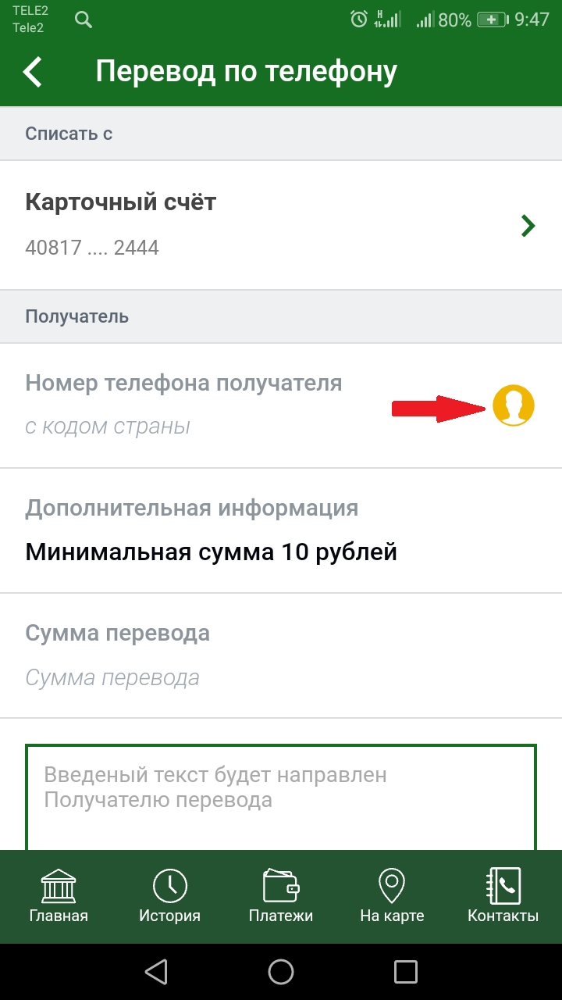 TELE2
Tele2
80% 9:47
Перевод по телефону
Списать с
Карточный счёт
40817 .... 2444
Получатель
Номер телефона получателя
с кодом страны
Дополнительная информация
Минимальная сумма 10 рублей
Сумма перевода
Сумма перевода
Введеный текст будет направлен
Получателю перевода
Главная История Платежи На карте Контакты